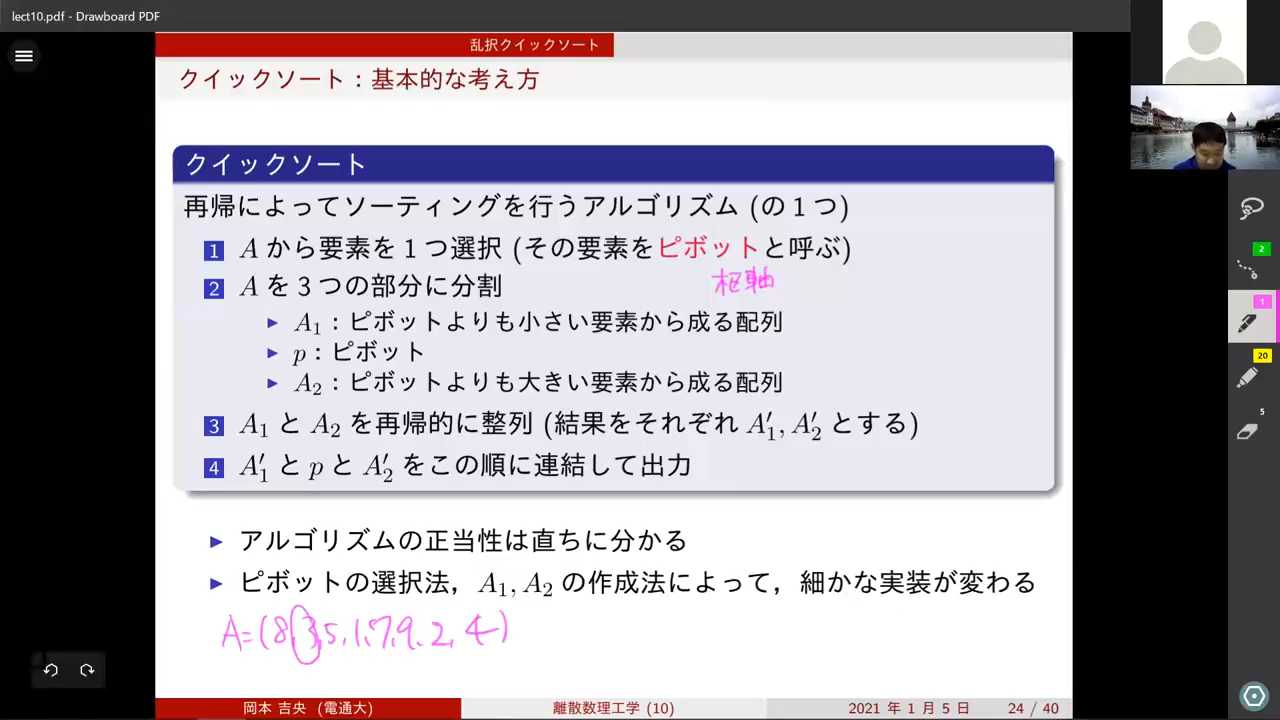 lect10.pdf - Drawboard PDF
乱択クイックソート
クイックソート：基本的な考え方
クイックソート
再帰によってソーティングを行うアルゴリズム (の１つ)
1 A から要素を１つ選択 (その要素をピボットと呼ぶ)
枢軸
2 A を３つの部分に分割
▶ A₁：ピボットよりも小さい要素から成る配列
▶ p：ピボット
▶ A₂：ピボットよりも大きい要素から成る配列
3 A₁ と A₂ を再帰的に整列 (結果をそれぞれ A′₁, A′₂ とする)
4 A′₁ と p と A′₂ をこの順に連結して出力
▶ アルゴリズムの正当性は直ちに分かる
▶ ピボットの選択法，A₁, A₂ の作成法によって，細かな実装が変わる
A=(8,3,5,1,7,9,2,4)
岡本 吉央 (電通大)
離散数理工学 (10)
2021 年 1 月 5 日
24 / 40
2
1
20
5